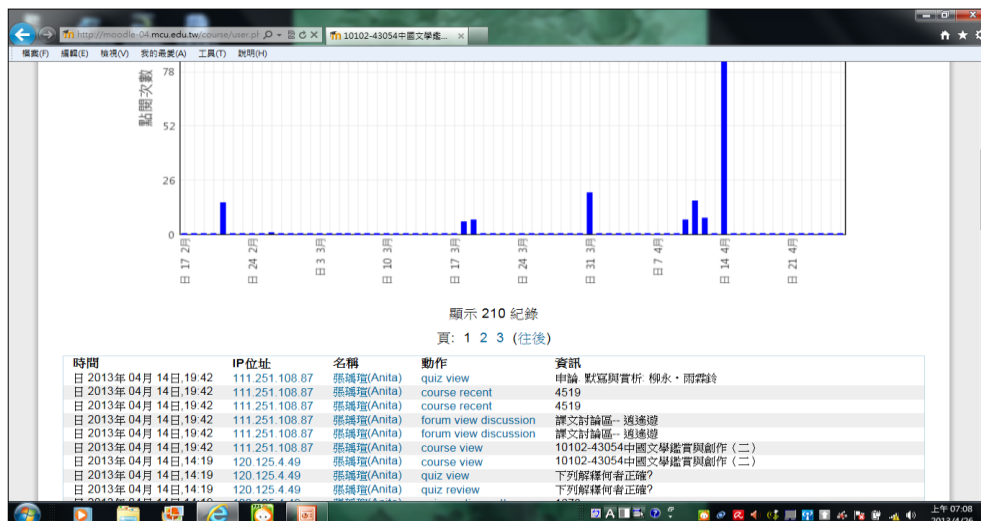 http://moodle-04.mcu.edu.tw/course/user.pl
10102-43054中國文學鑑...
檔案(F) 編輯(E) 檢視(V) 我的最愛(A) 工具(T) 說明(H)
點閱次數
78
52
26
0
日 17 2月
日 24 2月
日 3 3月
日 10 3月
日 17 3月
日 24 3月
日 31 3月
日 7 4月
日 14 4月
日 21 4月
顯示 210 紀錄
頁: 1 2 3 (往後)
時間 IP位址 名稱 動作 資訊
日 2013年 04月 14日,19:42 111.251.108.87 張瑀瑄(Anita) quiz view 申論. 默寫與賞析: 柳永‧雨霖鈴
日 2013年 04月 14日,19:42 111.251.108.87 張瑀瑄(Anita) course recent 4519
日 2013年 04月 14日,19:42 111.251.108.87 張瑀瑄(Anita) course recent 4519
日 2013年 04月 14日,19:42 111.251.108.87 張瑀瑄(Anita) forum view discussion 課文討論區-- 逍遙遊
日 2013年 04月 14日,19:42 111.251.108.87 張瑀瑄(Anita) forum view discussion 課文討論區-- 逍遙遊
日 2013年 04月 14日,19:42 111.251.108.87 張瑀瑄(Anita) course view 10102-43054中國文學鑑賞與創作（二）
日 2013年 04月 14日,14:19 120.125.4.49 張瑀瑄(Anita) course view 10102-43054中國文學鑑賞與創作（二）
日 2013年 04月 14日,14:19 120.125.4.49 張瑀瑄(Anita) quiz view 下列解釋何者正確?
日 2013年 04月 14日,14:19 120.125.4.49 張瑀瑄(Anita) quiz review 下列解釋何者正確?
上午 07:08
2013/4/26